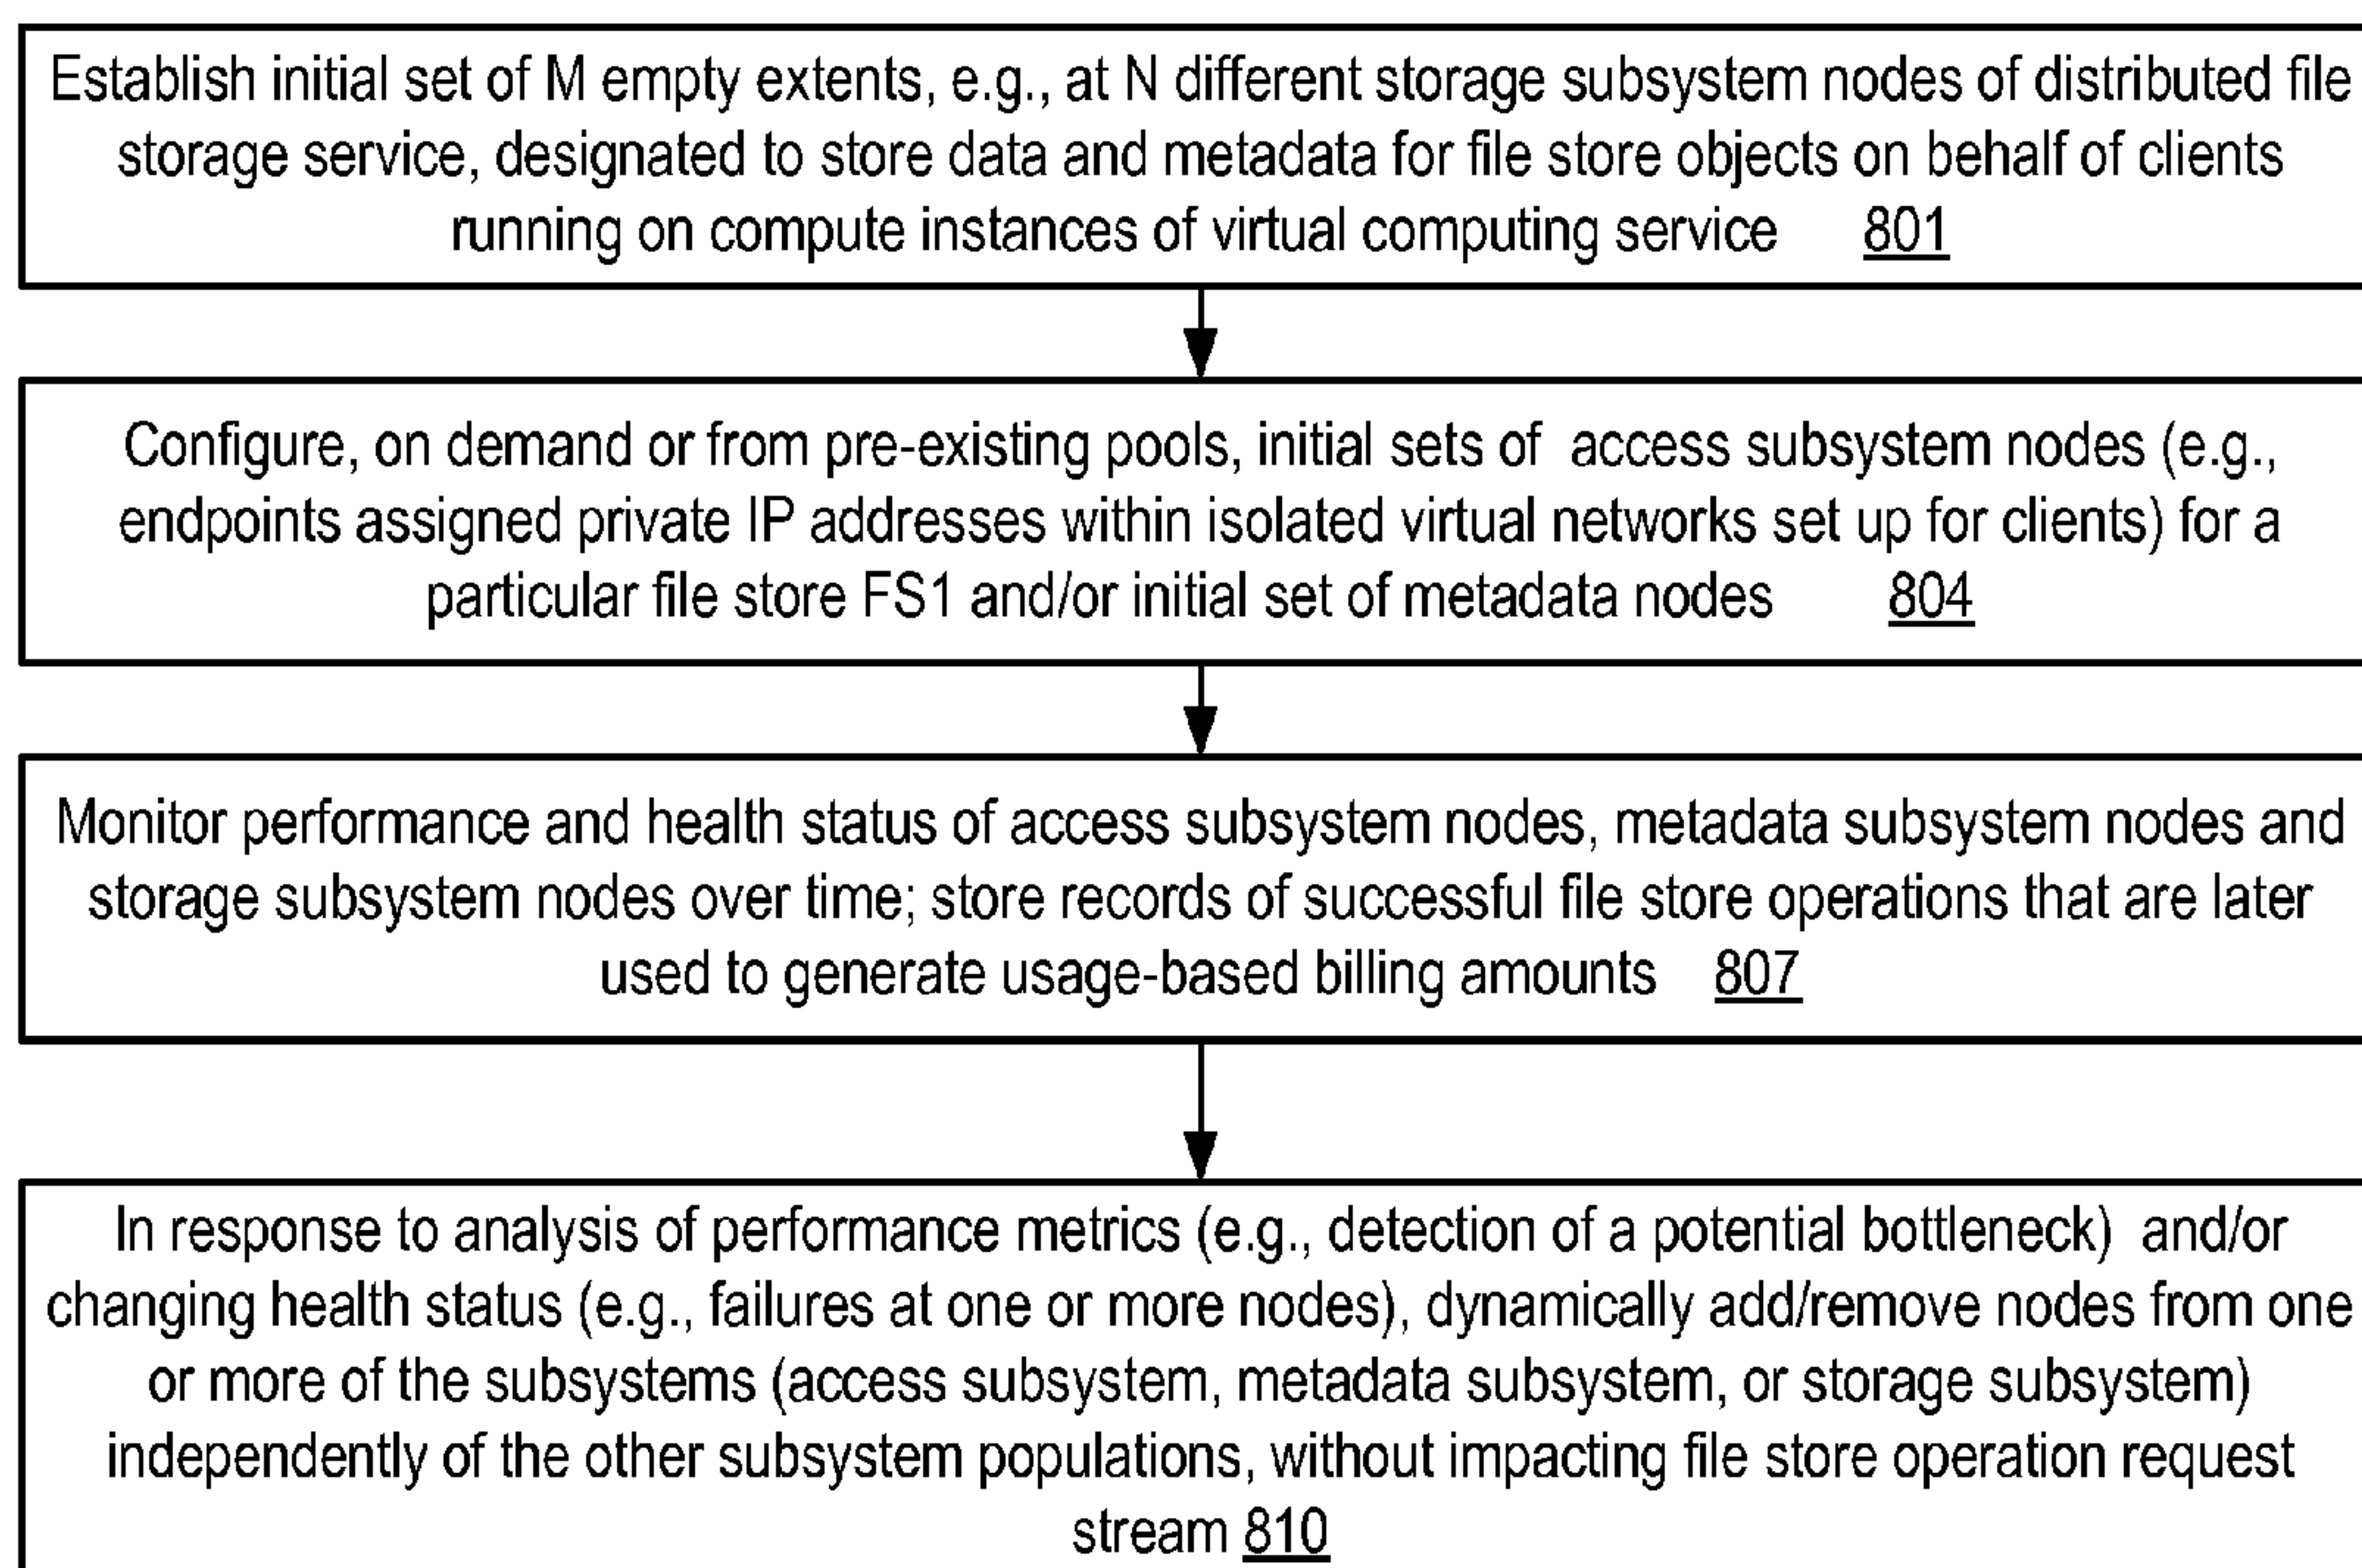 Establish initial set of M empty extents, e.g., at N different storage subsystem nodes of distributed file
storage service, designated to store data and metadata for file store objects on behalf of clients
running on compute instances of virtual computing service 801
Configure, on demand or from pre-existing pools, initial sets of access subsystem nodes (e.g.,
endpoints assigned private IP addresses within isolated virtual networks set up for clients) for a
particular file store FS1 and/or initial set of metadata nodes 804
Monitor performance and health status of access subsystem nodes, metadata subsystem nodes and
storage subsystem nodes over time; store records of successful file store operations that are later
used to generate usage-based billing amounts 807
In response to analysis of performance metrics (e.g., detection of a potential bottleneck) and/or
changing health status (e.g., failures at one or more nodes), dynamically add/remove nodes from one
or more of the subsystems (access subsystem, metadata subsystem, or storage subsystem)
independently of the other subsystem populations, without impacting file store operation request
stream 810